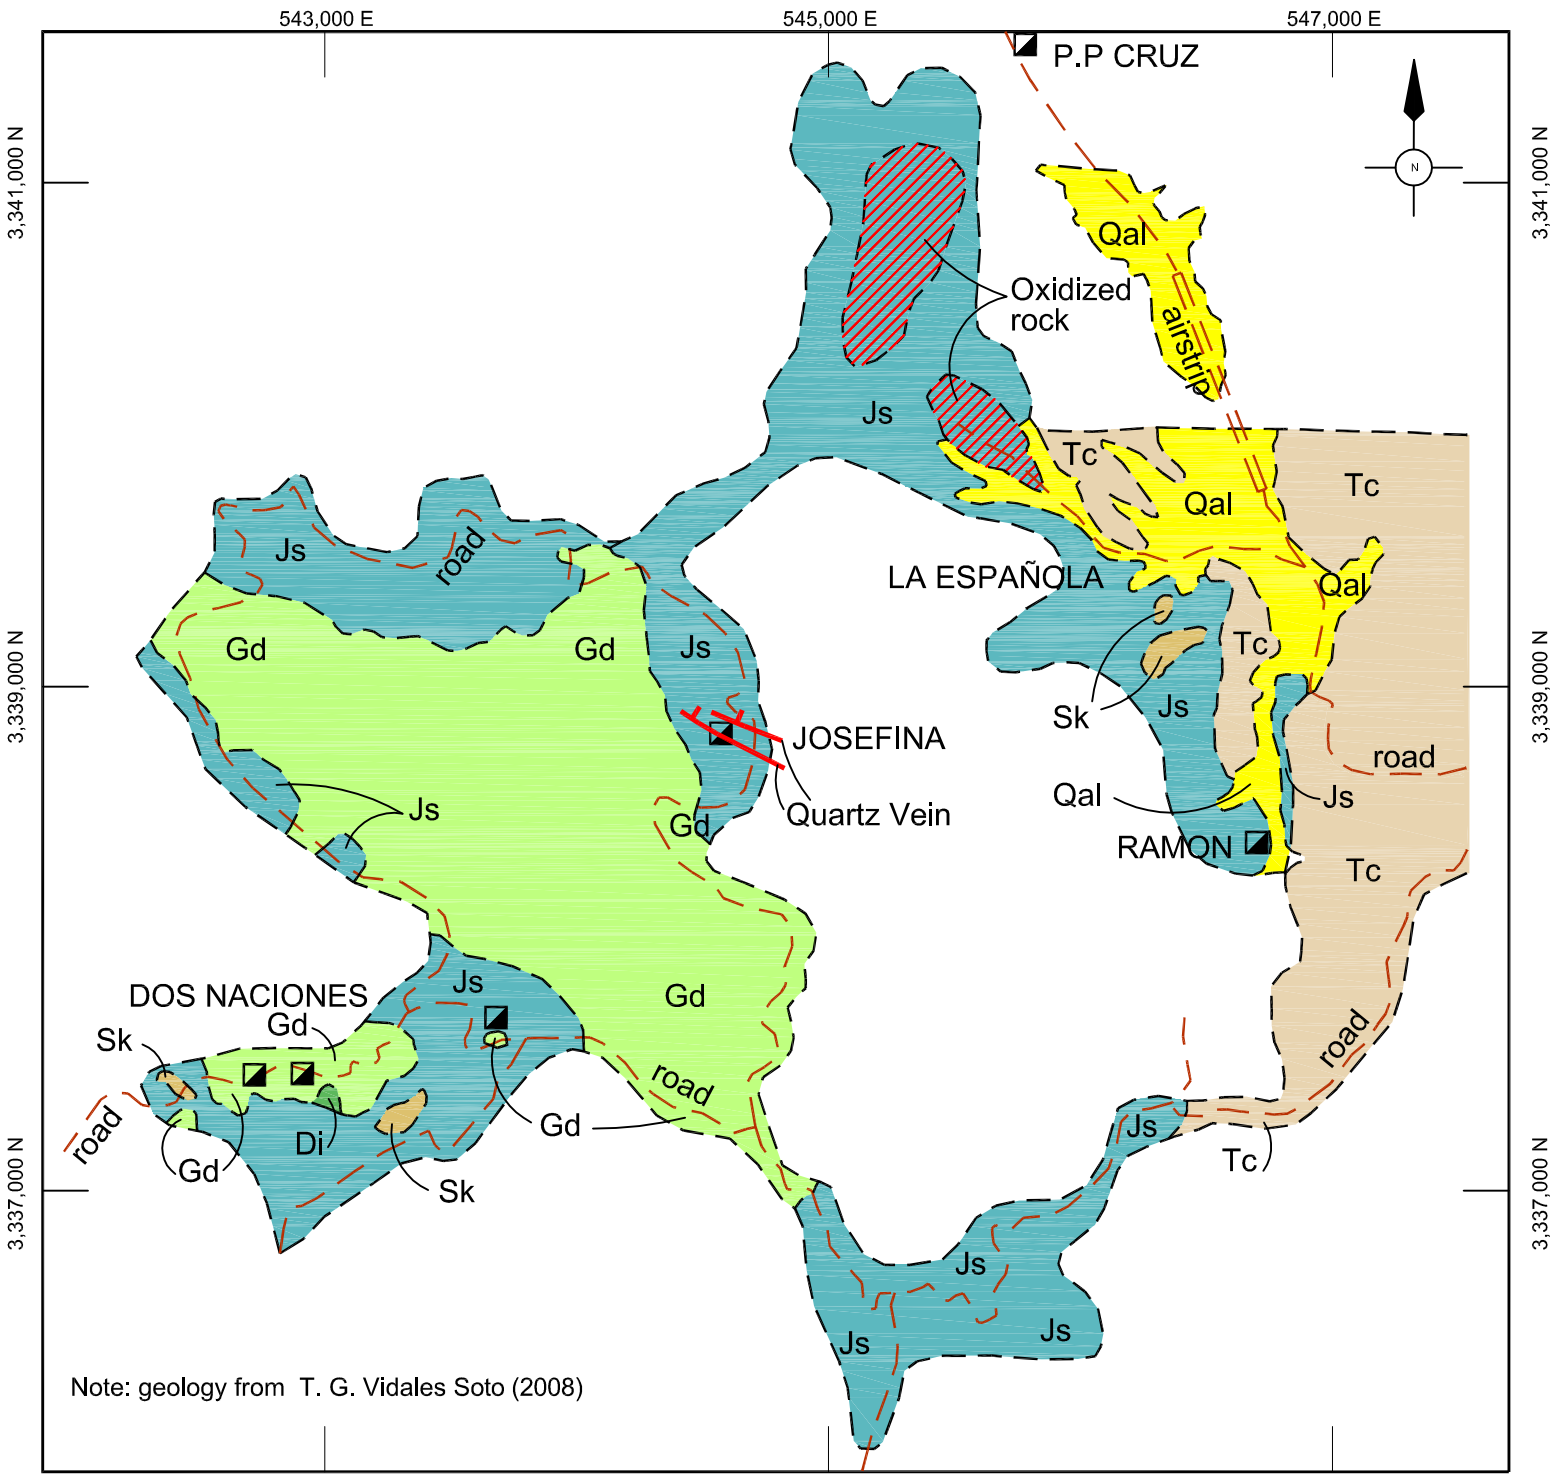 543,000 E
545,000 E
547,000 E
P.P CRUZ
3,341,000 N
3,341,000 N
N
Qal
Oxidized
rock
airstrip
Js
Tc
Tc
Qal
Js
road
LA ESPAÑOLA
Qal
Gd
Gd
Js
Tc
3,339,000 N
3,339,000 N
Sk
Js
JOSEFINA
road
Qal
Js
Js
Quartz Vein
Gd
RAMON
Tc
Js
DOS NACIONES
Gd
Gd
Sk
road
road
road
Di
Gd
Js
Gd
Tc
Sk
3,337,000 N
3,337,000 N
Js
Js
Js
Note: geology from T. G. Vidales Soto (2008)